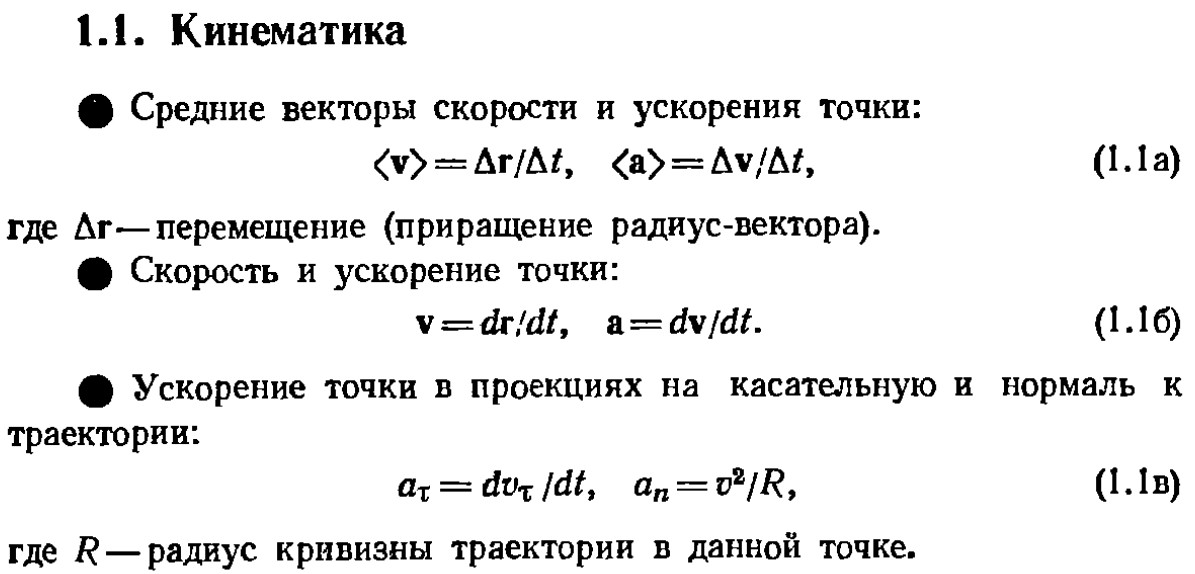 1.1. Кинематика
● Средние векторы скорости и ускорения точки:
⟨v⟩ = Δr/Δt, ⟨a⟩ = Δv/Δt, (1.1а)
где Δr — перемещение (приращение радиус-вектора).
● Скорость и ускорение точки:
v = dr/dt, a = dv/dt. (1.1б)
● Ускорение точки в проекциях на касательную и нормаль к
траектории:
a_τ = dv_τ/dt, a_n = v²/R, (1.1в)
где R — радиус кривизны траектории в данной точке.